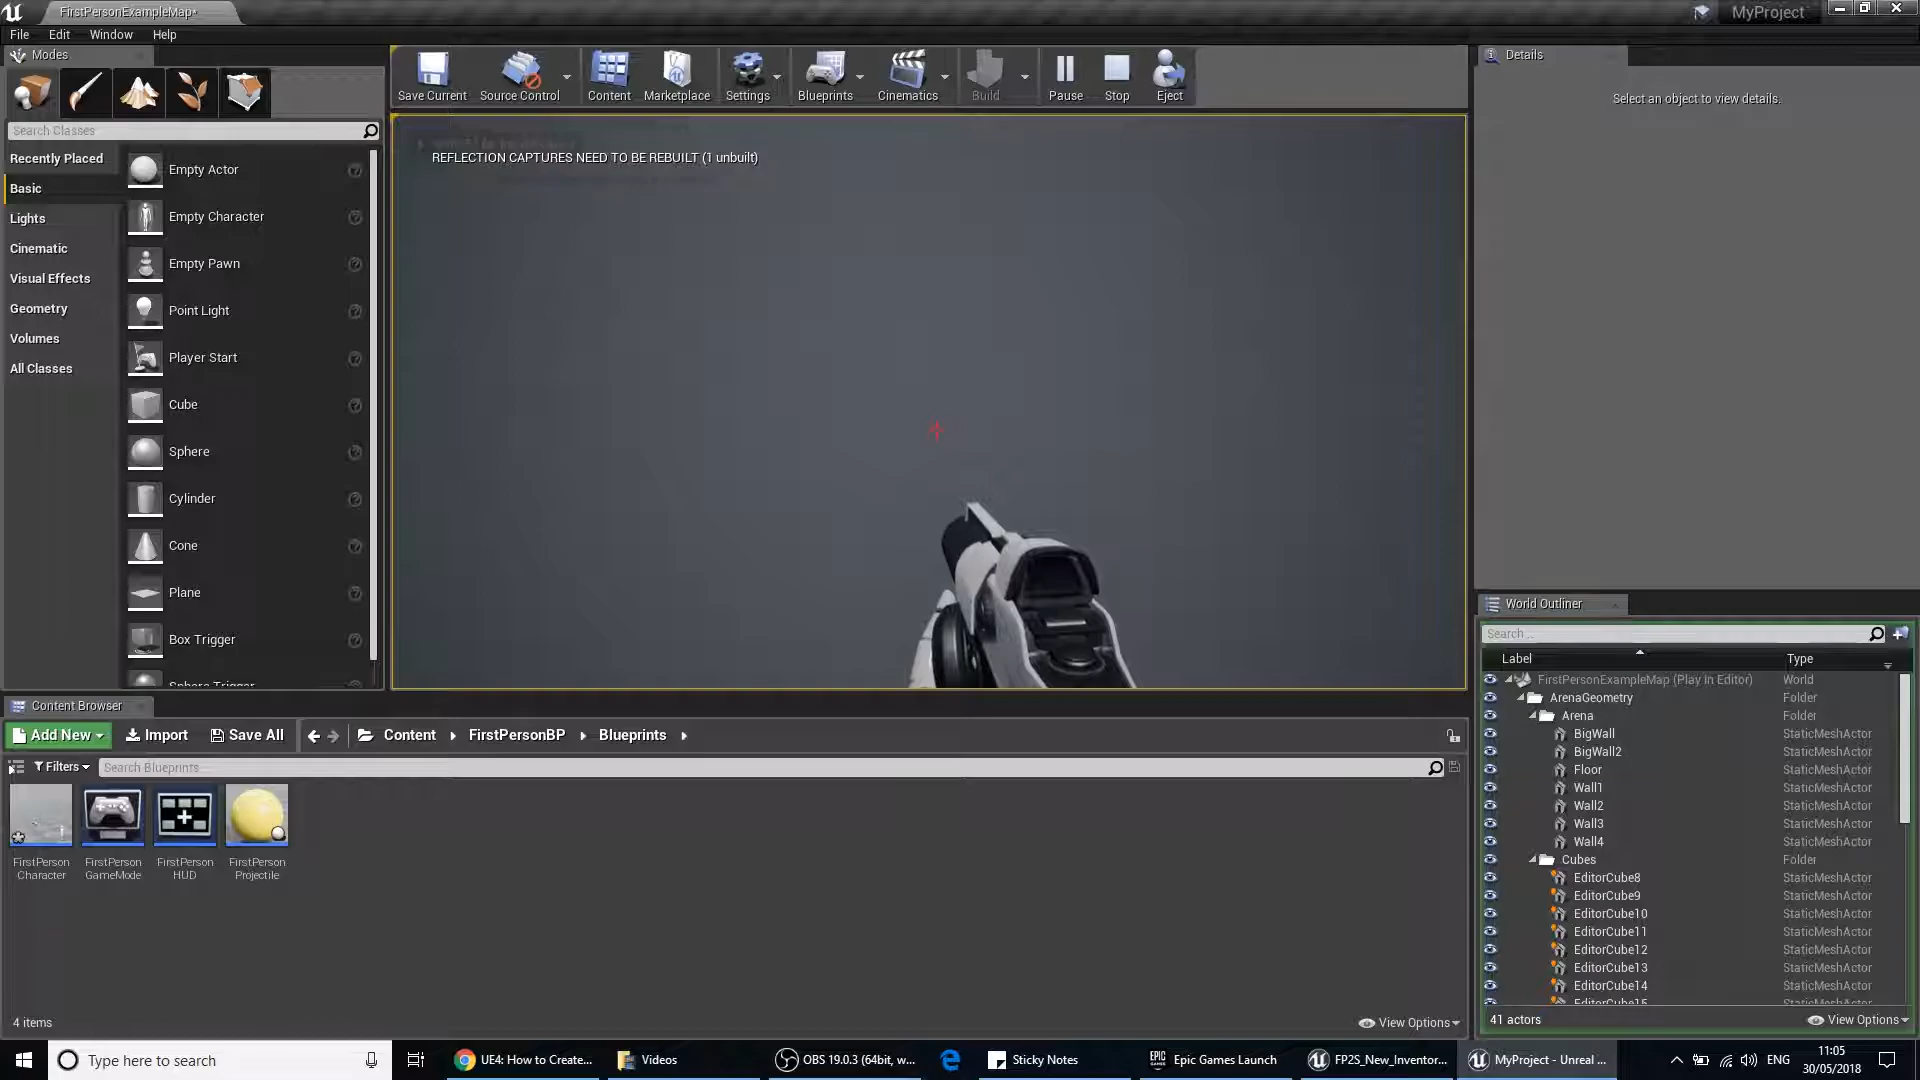 FirstPersonExampleMap*
MyProject
File Edit Window Help
Modes
Save Current Source Control Content Marketplace Settings Blueprints Cinematics Build Pause Stop Eject
Details
Select an object to view details.
Search Classes
Recently Placed
Basic
Lights
Cinematic
Visual Effects
Geometry
Volumes
All Classes
Empty Actor
Empty Character
Empty Pawn
Point Light
Player Start
Cube
Sphere
Cylinder
Cone
Plane
Box Trigger
Sphere Trigger
REFLECTION CAPTURES NEED TO BE REBUILT (1 unbuilt)
World Outliner
Search...
Label Type
FirstPersonExampleMap (Play In Editor) World
ArenaGeometry Folder
Arena Folder
BigWall StaticMeshActor
BigWall2 StaticMeshActor
Floor StaticMeshActor
Wall1 StaticMeshActor
Wall2 StaticMeshActor
Wall3 StaticMeshActor
Wall4 StaticMeshActor
Cubes Folder
EditorCube8 StaticMeshActor
EditorCube9 StaticMeshActor
EditorCube10 StaticMeshActor
EditorCube11 StaticMeshActor
EditorCube12 StaticMeshActor
EditorCube13 StaticMeshActor
EditorCube14 StaticMeshActor
EditorCube15 StaticMeshActor
41 actors View Options
Content Browser
Add New Import Save All Content FirstPersonBP Blueprints
Filters Search Blueprints
FirstPerson
Character
FirstPerson
GameMode
FirstPerson
HUD
FirstPerson
Projectile
4 items View Options
Type here to search
UE4: How to Create...
Videos
OBS 19.0.3 (64bit, w...
Sticky Notes
EPIC GAMES
Epic Games Launch
FP2S_New_Inventor...
MyProject - Unreal ...
ENG
11:05
30/05/2018